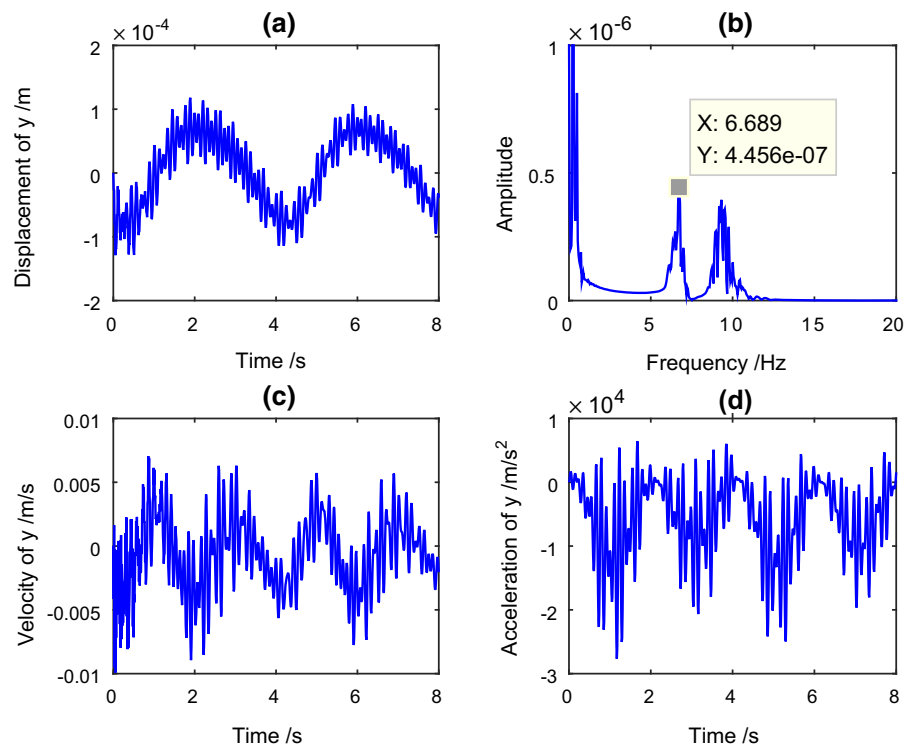 (a)
× 10⁻⁴
2
1
0
-1
-2
0 2 4 6 8
Displacement of y /m
Time /s
(b)
× 10⁻⁶
1
0.5
0
0 5 10 15 20
X: 6.689
Y: 4.456e-07
Amplitude
Frequency /Hz
(c)
0.01
0.005
0
-0.005
-0.01
0 2 4 6 8
Velocity of y /m/s
Time /s
(d)
× 10⁴
1
0
-1
-2
-3
0 2 4 6 8
Acceleration of y /m/s²
Time /s